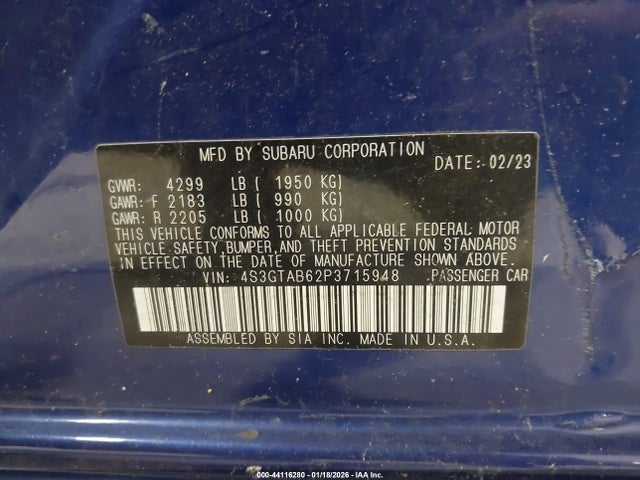 MFD BY SUBARU CORPORATION DATE: 02/23
GVWR: 4299 LB ( 1950 KG)
GAWR: F 2183 LB ( 990 KG)
GAWR: R 2205 LB ( 1000 KG)
THIS VEHICLE CONFORMS TO ALL APPLICABLE FEDERAL MOTOR
VEHICLE SAFETY, BUMPER, AND THEFT PREVENTION STANDARDS
IN EFFECT ON THE DATE OF MANUFACTURE SHOWN ABOVE.
VIN: 4S3GTAB62P3715948 PASSENGER CAR
ASSEMBLED BY SIA INC. MADE IN U.S.A.
000-44116280 - 01/18/2026 - IAA Inc.